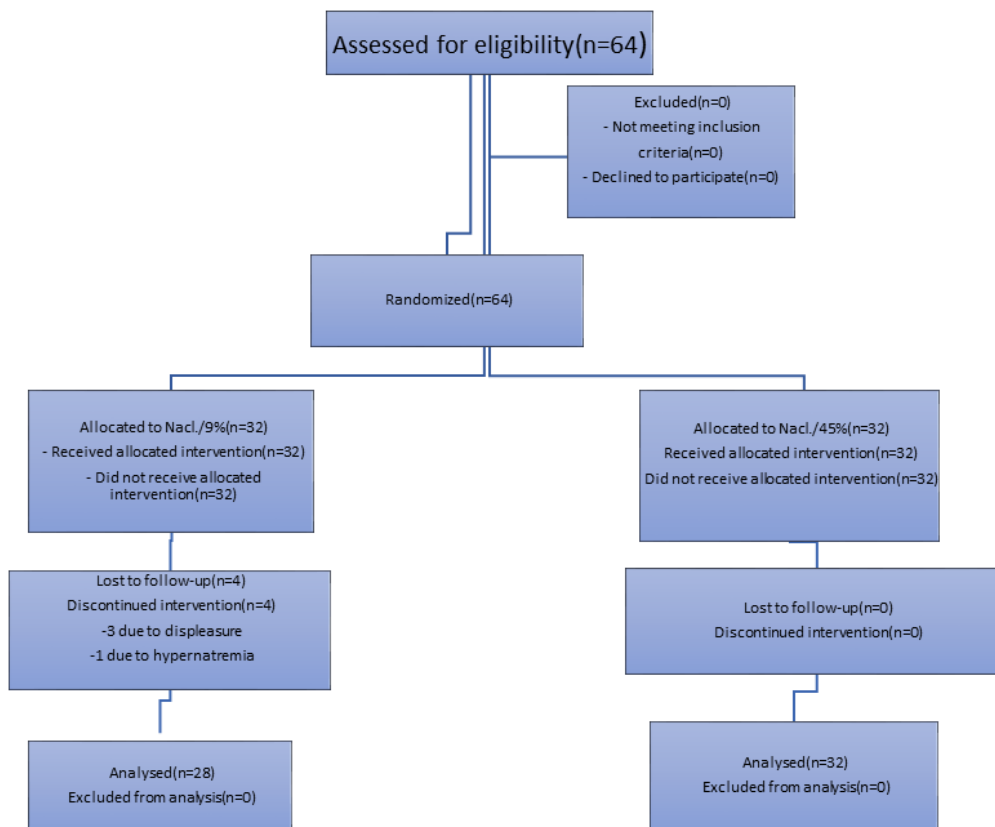 Assessed for eligibility(n=64)
Excluded(n=0)
- Not meeting inclusion
criteria(n=0)
- Declined to participate(n=0)
Randomized(n=64)
Allocated to Nacl./9%(n=32)
- Received allocated intervention(n=32)
- Did not receive allocated
intervention(n=32)
Allocated to Nacl./45%(n=32)
Received allocated intervention(n=32)
Did not receive allocated intervention(n=32)
Lost to follow-up(n=4)
Discontinued intervention(n=4)
-3 due to displeasure
-1 due to hypernatremia
Lost to follow-up(n=0)
Discontinued intervention(n=0)
Analysed(n=28)
Excluded from analysis(n=0)
Analysed(n=32)
Excluded from analysis(n=0)